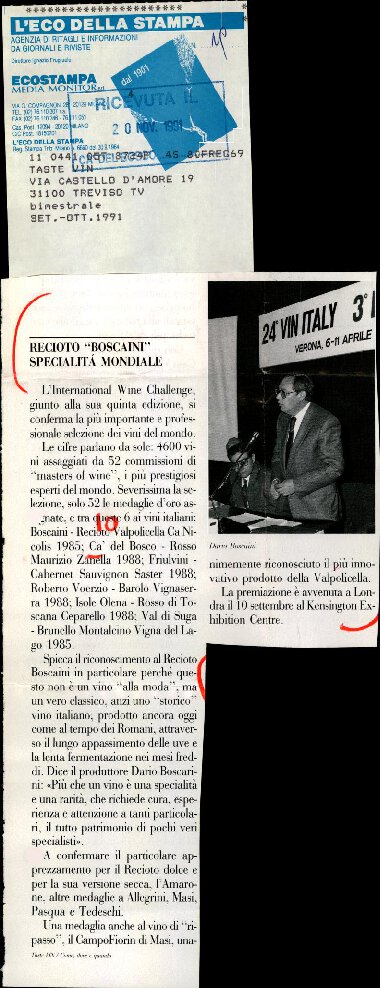 L'ECO DELLA STAMPA
AGENZIA DI RITAGLI E INFORMAZIONI
DA GIORNALI E RIVISTE
Direttore Ignazio Frugiuele
ECOSTAMPA
MEDIA MONITOR
dal 1901
RICEVUTA IL
20 NOV. 1991
L'ECO DELLA STAMPA
TASTE VIN
VIA CASTELLO D'AMORE 19
31100 TREVISO TV
bimestrale
SET.-OTT.1991
RECIOTO "BOSCAINI"
SPECIALITÁ MONDIALE
L'International Wine Challenge,
giunto alla sua quinta edizione, si
conferma la più importante e profes-
sionale selezione dei vini del mondo.
Le cifre parlano da sole: 4600 vi-
ni assaggiati da 52 commissioni di
"masters of wine", i più prestigiosi
esperti del mondo. Severissima la se-
lezione, solo 52 le medaglie d'oro as-
segnate, e tra queste 6 ai vini italiani:
10
Boscaini - Recioto Valpolicella Ca Ni-
colis 1985; Ca' del Bosco - Rosso
Maurizio Zanella 1988; Friulvini -
Cabernet Sauvignon Saster 1988;
Roberto Voerzio - Barolo Vignaser-
ra 1988; Isole Olena - Rosso di To-
scana Ceparello 1988; Val di Suga
- Brunello Montalcino Vigna del La-
go 1985.
Spicca il riconoscimento al Recioto
Boscaini in particolare perché que-
sto non è un vino "alla moda", ma
un vero classico, anzi uno "storico"
vino italiano, prodotto ancora oggi
come al tempo dei Romani, attraver-
so il lungo appassimento delle uve e
la lenta fermentazione nei mesi fred-
di. Dice il produttore Dario Boscari-
ni: «Più che un vino è una specialità
e una rarità, che richiede cura, espe-
rienza e attenzione a tanti particola-
ri, il tutto patrimonio di pochi veri
specialisti».
A confermare il particolare ap-
prezzamento per il Recioto dolce e
per la sua versione secca, l'Amaro-
ne, altre medaglie a Allegrini, Masi,
Pasqua e Tedeschi.
Una medaglia anche al vino di "ri-
passo", il CampoFiorin di Masi, una-
24° VIN ITALY 3°
VERONA, 6-11 APRILE
Dario Boscaini
nimemente riconosciuto il più inno-
vativo prodotto della Valpolicella.
La premiazione è avvenuta a Lon-
dra il 10 settembre al Kensington Ex-
hibition Centre.